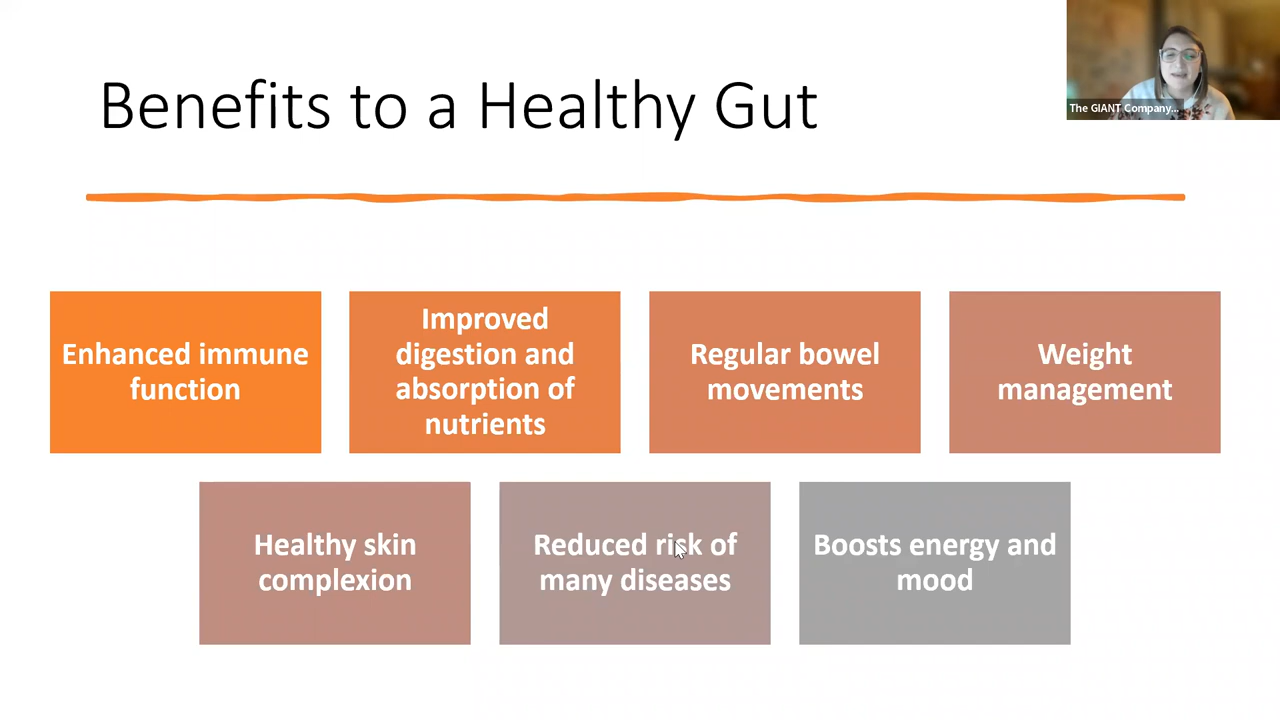 Benefits to a Healthy Gut
The GIANT Company...
Enhanced immune
function
Improved
digestion and
absorption of
nutrients
Regular bowel
movements
Weight
management
Healthy skin
complexion
Reduced risk of
many diseases
Boosts energy and
mood